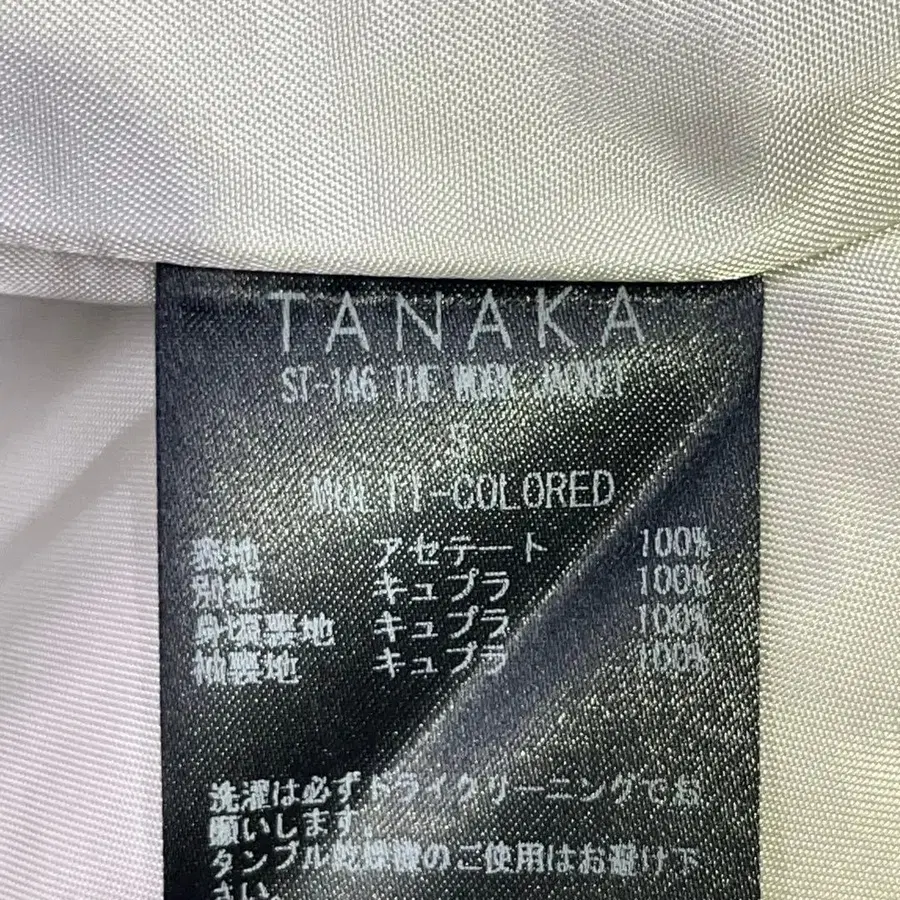 TANAKA
ST-146 THE WORK JACKET
S
MULTI-COLORED
表地 アセテート 100%
別地 キュプラ 100%
身頃裏地 キュプラ 100%
袖裏地 キュプラ 100%
洗濯は必ずドライクリーニングでお
願いします。
タンブル乾燥機のご使用はお避け下
さい。